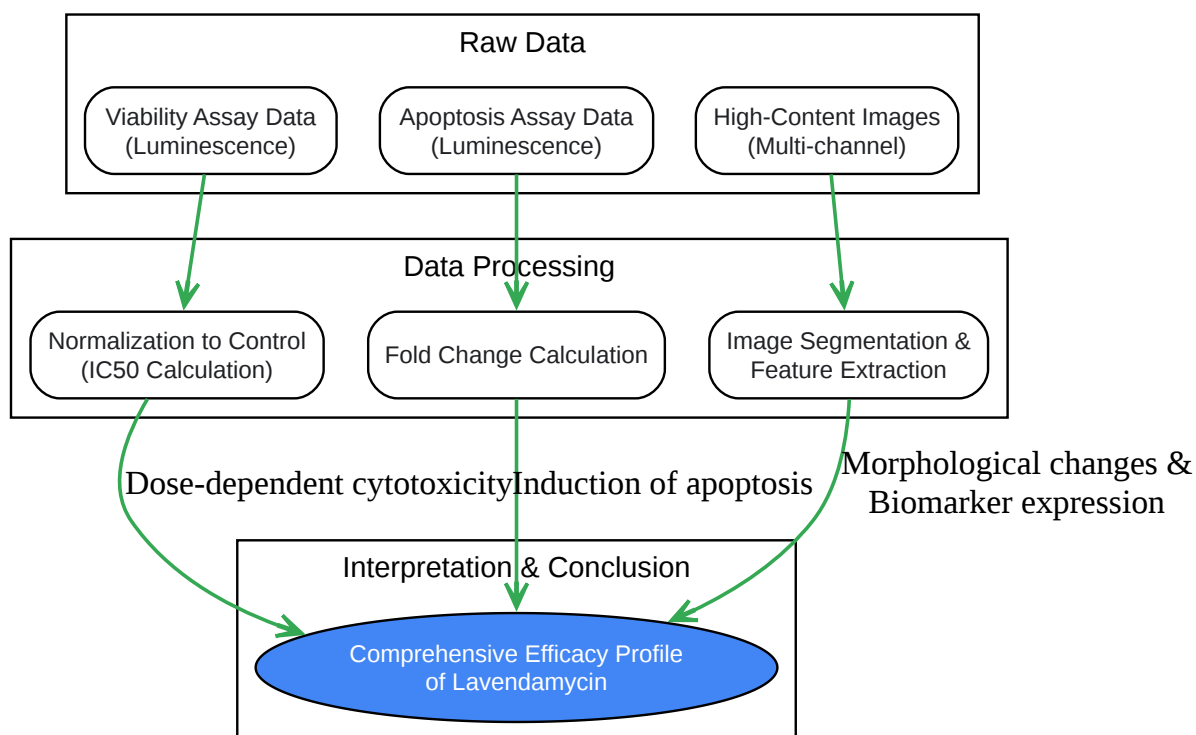 Raw Data
Viability Assay Data
(Luminescence)
Apoptosis Assay Data
(Luminescence)
High-Content Images
(Multi-channel)
Data Processing
Normalization to Control
(IC50 Calculation)
Fold Change Calculation
Image Segmentation &
Feature Extraction
Dose-dependent cytotoxicity
Induction of apoptosis
Morphological changes &
Biomarker expression
Interpretation & Conclusion
Comprehensive Efficacy Profile
of Lavendamycin